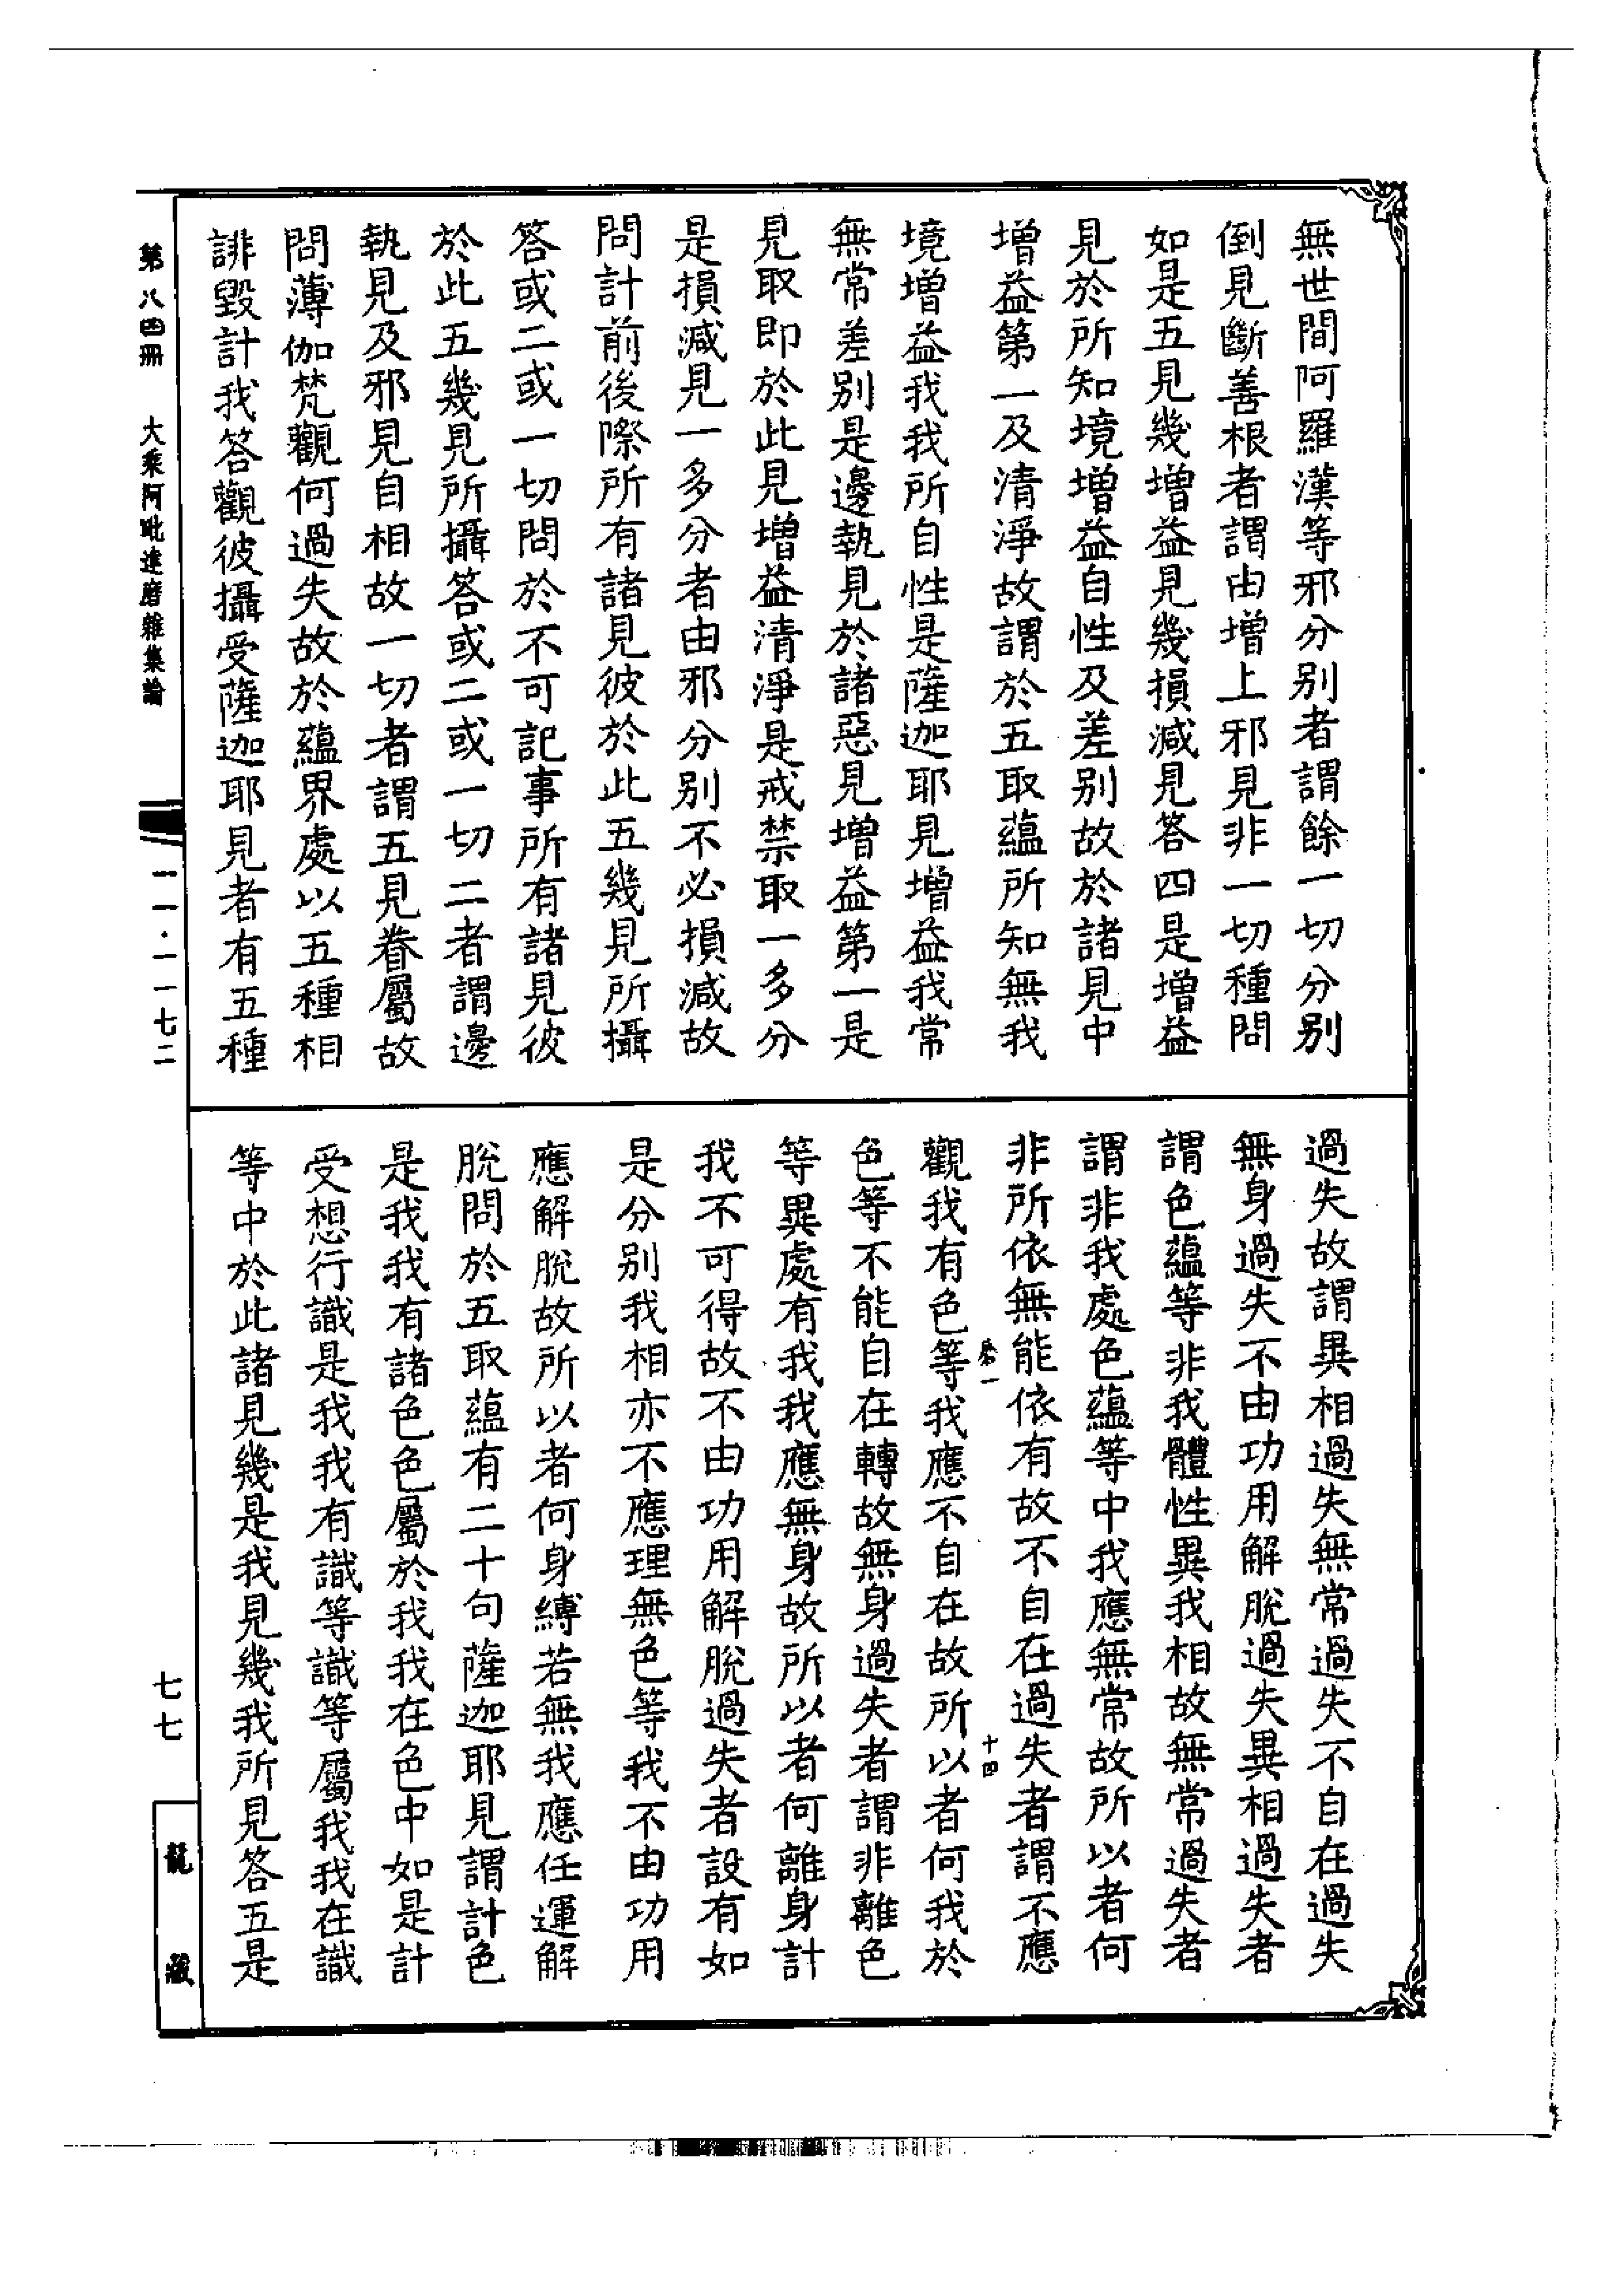 無世間阿羅漢等邪分別者謂餘一切分別
倒見斷善根者謂由增上邪見非一切種問
如是五見幾增益見幾損減見答四是增益
見於所知境增益自性及差別故於諸見中
增益第一及清淨故謂於五取蘊所知無我
境增益我我所自性是薩迦耶見增益我常
無常差別是邊執見於諸惡見增益第一是
見取即於此見增益清淨是戒禁取一多分
是損減見一多分者由邪分別不必損減故
問計前後際所有諸見彼於此五幾見所攝
答或二或一切問於不可記事所有諸見彼
於此五幾見所攝答或二或一切二者謂邊
執見及邪見自相故一切者謂五見眷屬故
問薄伽梵觀何過失故於蘊界處以五種相
誹毀計我答觀彼攝受薩迦耶見者有五種
過失故謂異相過失無常過失不自在過失
無身過失不由功用解脫過失異相過失者
謂色蘊等非我體性異我相故無常過失者
謂非我處色蘊等中我應無常故所以者何
非所依無能依有故不自在過失者謂不應
觀我有色等我應不自在故所以者何我於
色等不能自在轉故無身過失者謂非離色
等異處有我我應無身故所以者何離身計
我不可得故不由功用解脫過失者設有如
是分別我相亦不應理無色等我不由功用
應解脫故所以者何身縛若無我應任運解
脫問於五取蘊有二十句薩迦耶見謂計色
是我我有諸色色屬於我我在色中如是計
受想行識是我我有識等識等屬我我在識
等中於此諸見幾是我見幾我所見答五是
十四
第八四冊 大乘阿毗達磨雜集論
一一·一一七二
七七
龍藏